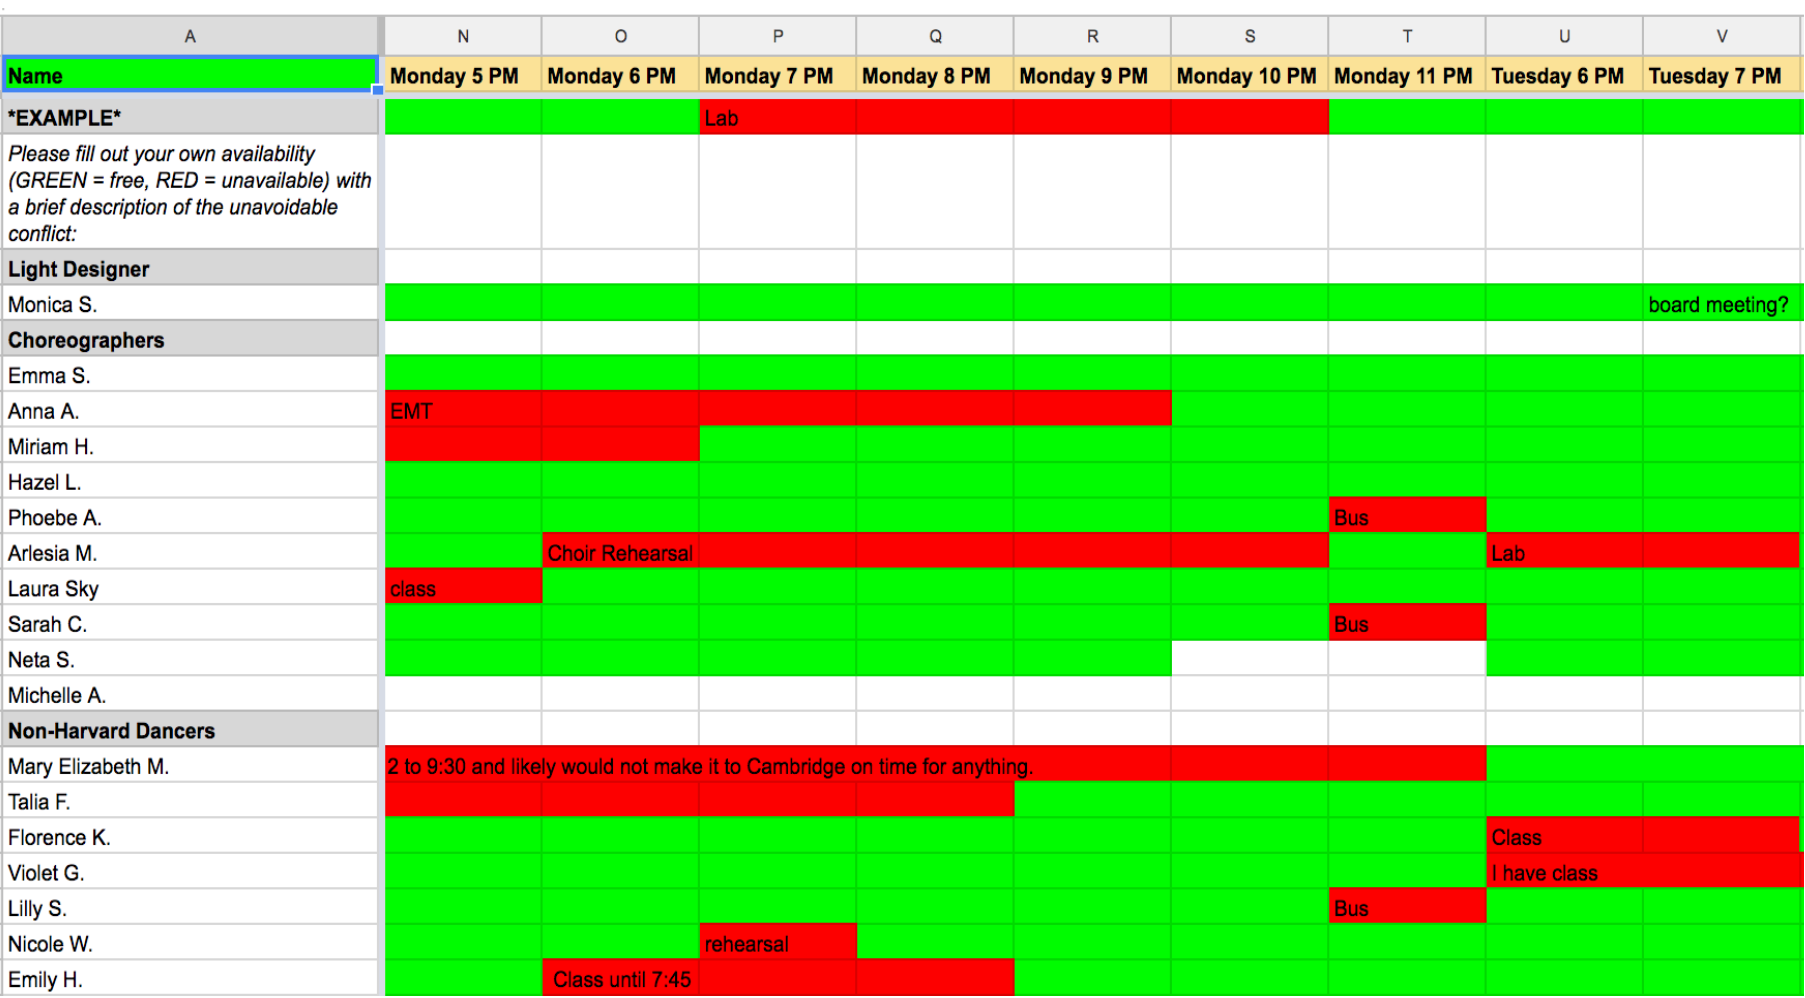 A N O P Q R S T U V
Name Monday 5 PM Monday 6 PM Monday 7 PM Monday 8 PM Monday 9 PM Monday 10 PM Monday 11 PM Tuesday 6 PM Tuesday 7 PM
*EXAMPLE* Lab
Please fill out your own availability
(GREEN = free, RED = unavailable) with
a brief description of the unavoidable
conflict:
Light Designer
Monica S. board meeting?
Choreographers
Emma S.
Anna A. EMT
Miriam H.
Hazel L.
Phoebe A. Bus
Arlesia M. Choir Rehearsal Lab
Laura Sky class
Sarah C. Bus
Neta S.
Michelle A.
Non-Harvard Dancers
Mary Elizabeth M. 2 to 9:30 and likely would not make it to Cambridge on time for anything.
Talia F.
Florence K. Class
Violet G. I have class
Lilly S. Bus
Nicole W. rehearsal
Emily H. Class until 7:45